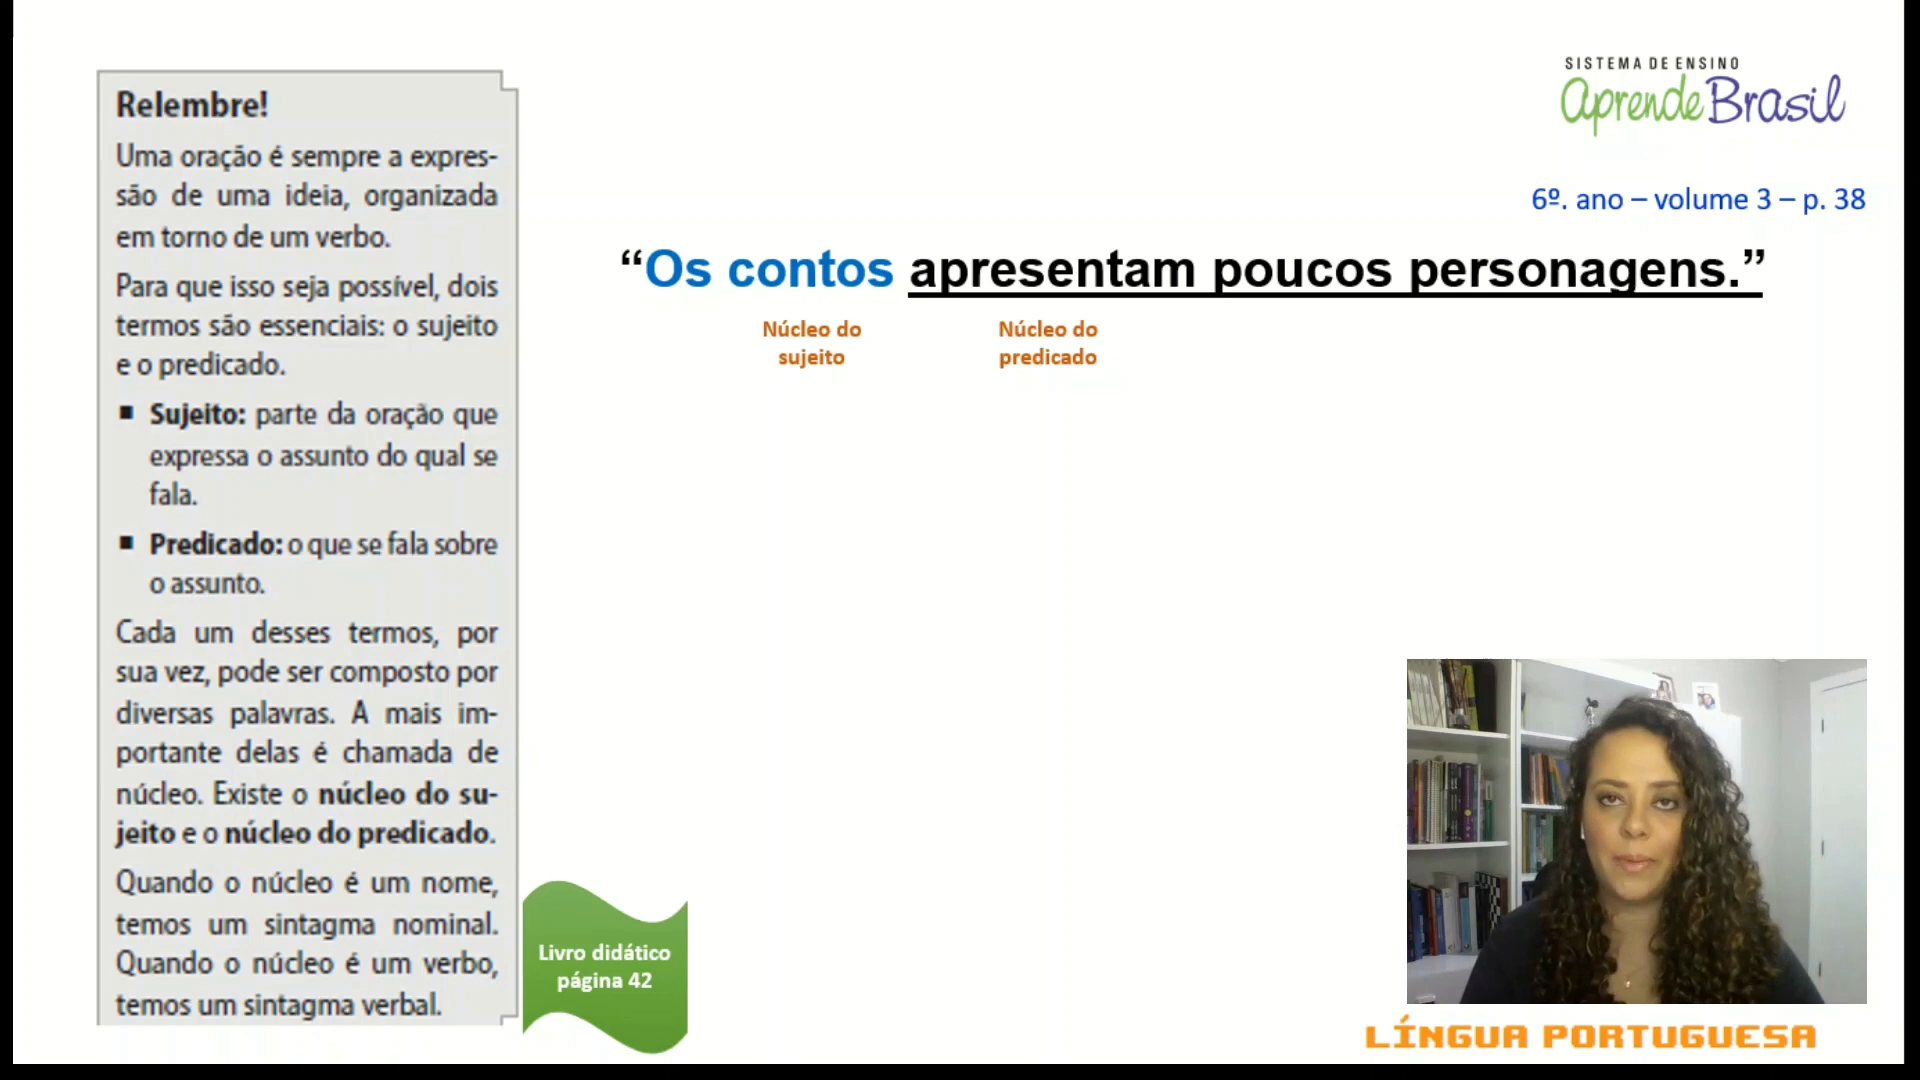 Relembre!
Uma oração é sempre a expres-
são de uma ideia, organizada
em torno de um verbo.
Para que isso seja possível, dois
termos são essenciais: o sujeito
e o predicado.
▪ Sujeito: parte da oração que
expressa o assunto do qual se
fala.
▪ Predicado: o que se fala sobre
o assunto.
Cada um desses termos, por
sua vez, pode ser composto por
diversas palavras. A mais im-
portante delas é chamada de
núcleo. Existe o núcleo do su-
jeito e o núcleo do predicado.
Quando o núcleo é um nome,
temos um sintagma nominal.
Quando o núcleo é um verbo,
temos um sintagma verbal.
Livro didático
página 42
SISTEMA DE ENSINO
aprende Brasil
6º. ano – volume 3 – p. 38
“Os contos apresentam poucos personagens.”
Núcleo do
sujeito
Núcleo do
predicado
LÍNGUA PORTUGUESA